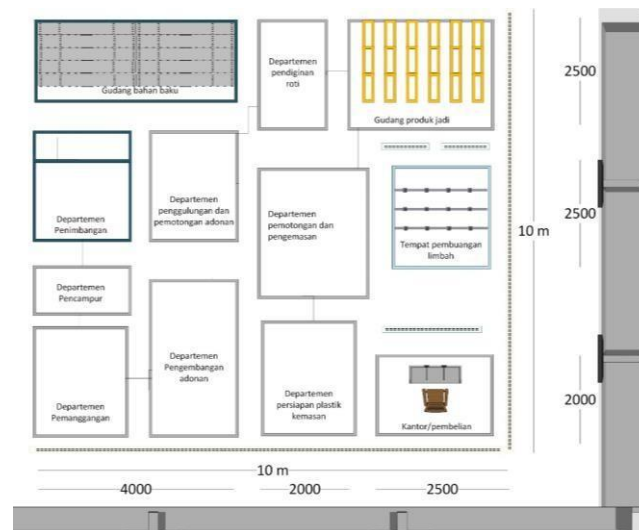 Gudang bahan baku
Departemen
pendiginan
roti
Gudang produk jadi
2500
Departemen
Penimbangan
Departemen
penggulungan dan
pemotongan adonan
Departemen
pemotongan dan
pengemasan
Tempat pembuangan
limbah
10 m
2500
Departemen
Pencampur
Departemen
Pemanggangan
Departemen
Pengembangan
adonan
Departemen
persiapan plastik
kemasan
Kantor/pembelian
2000
10 m
4000
2000
2500